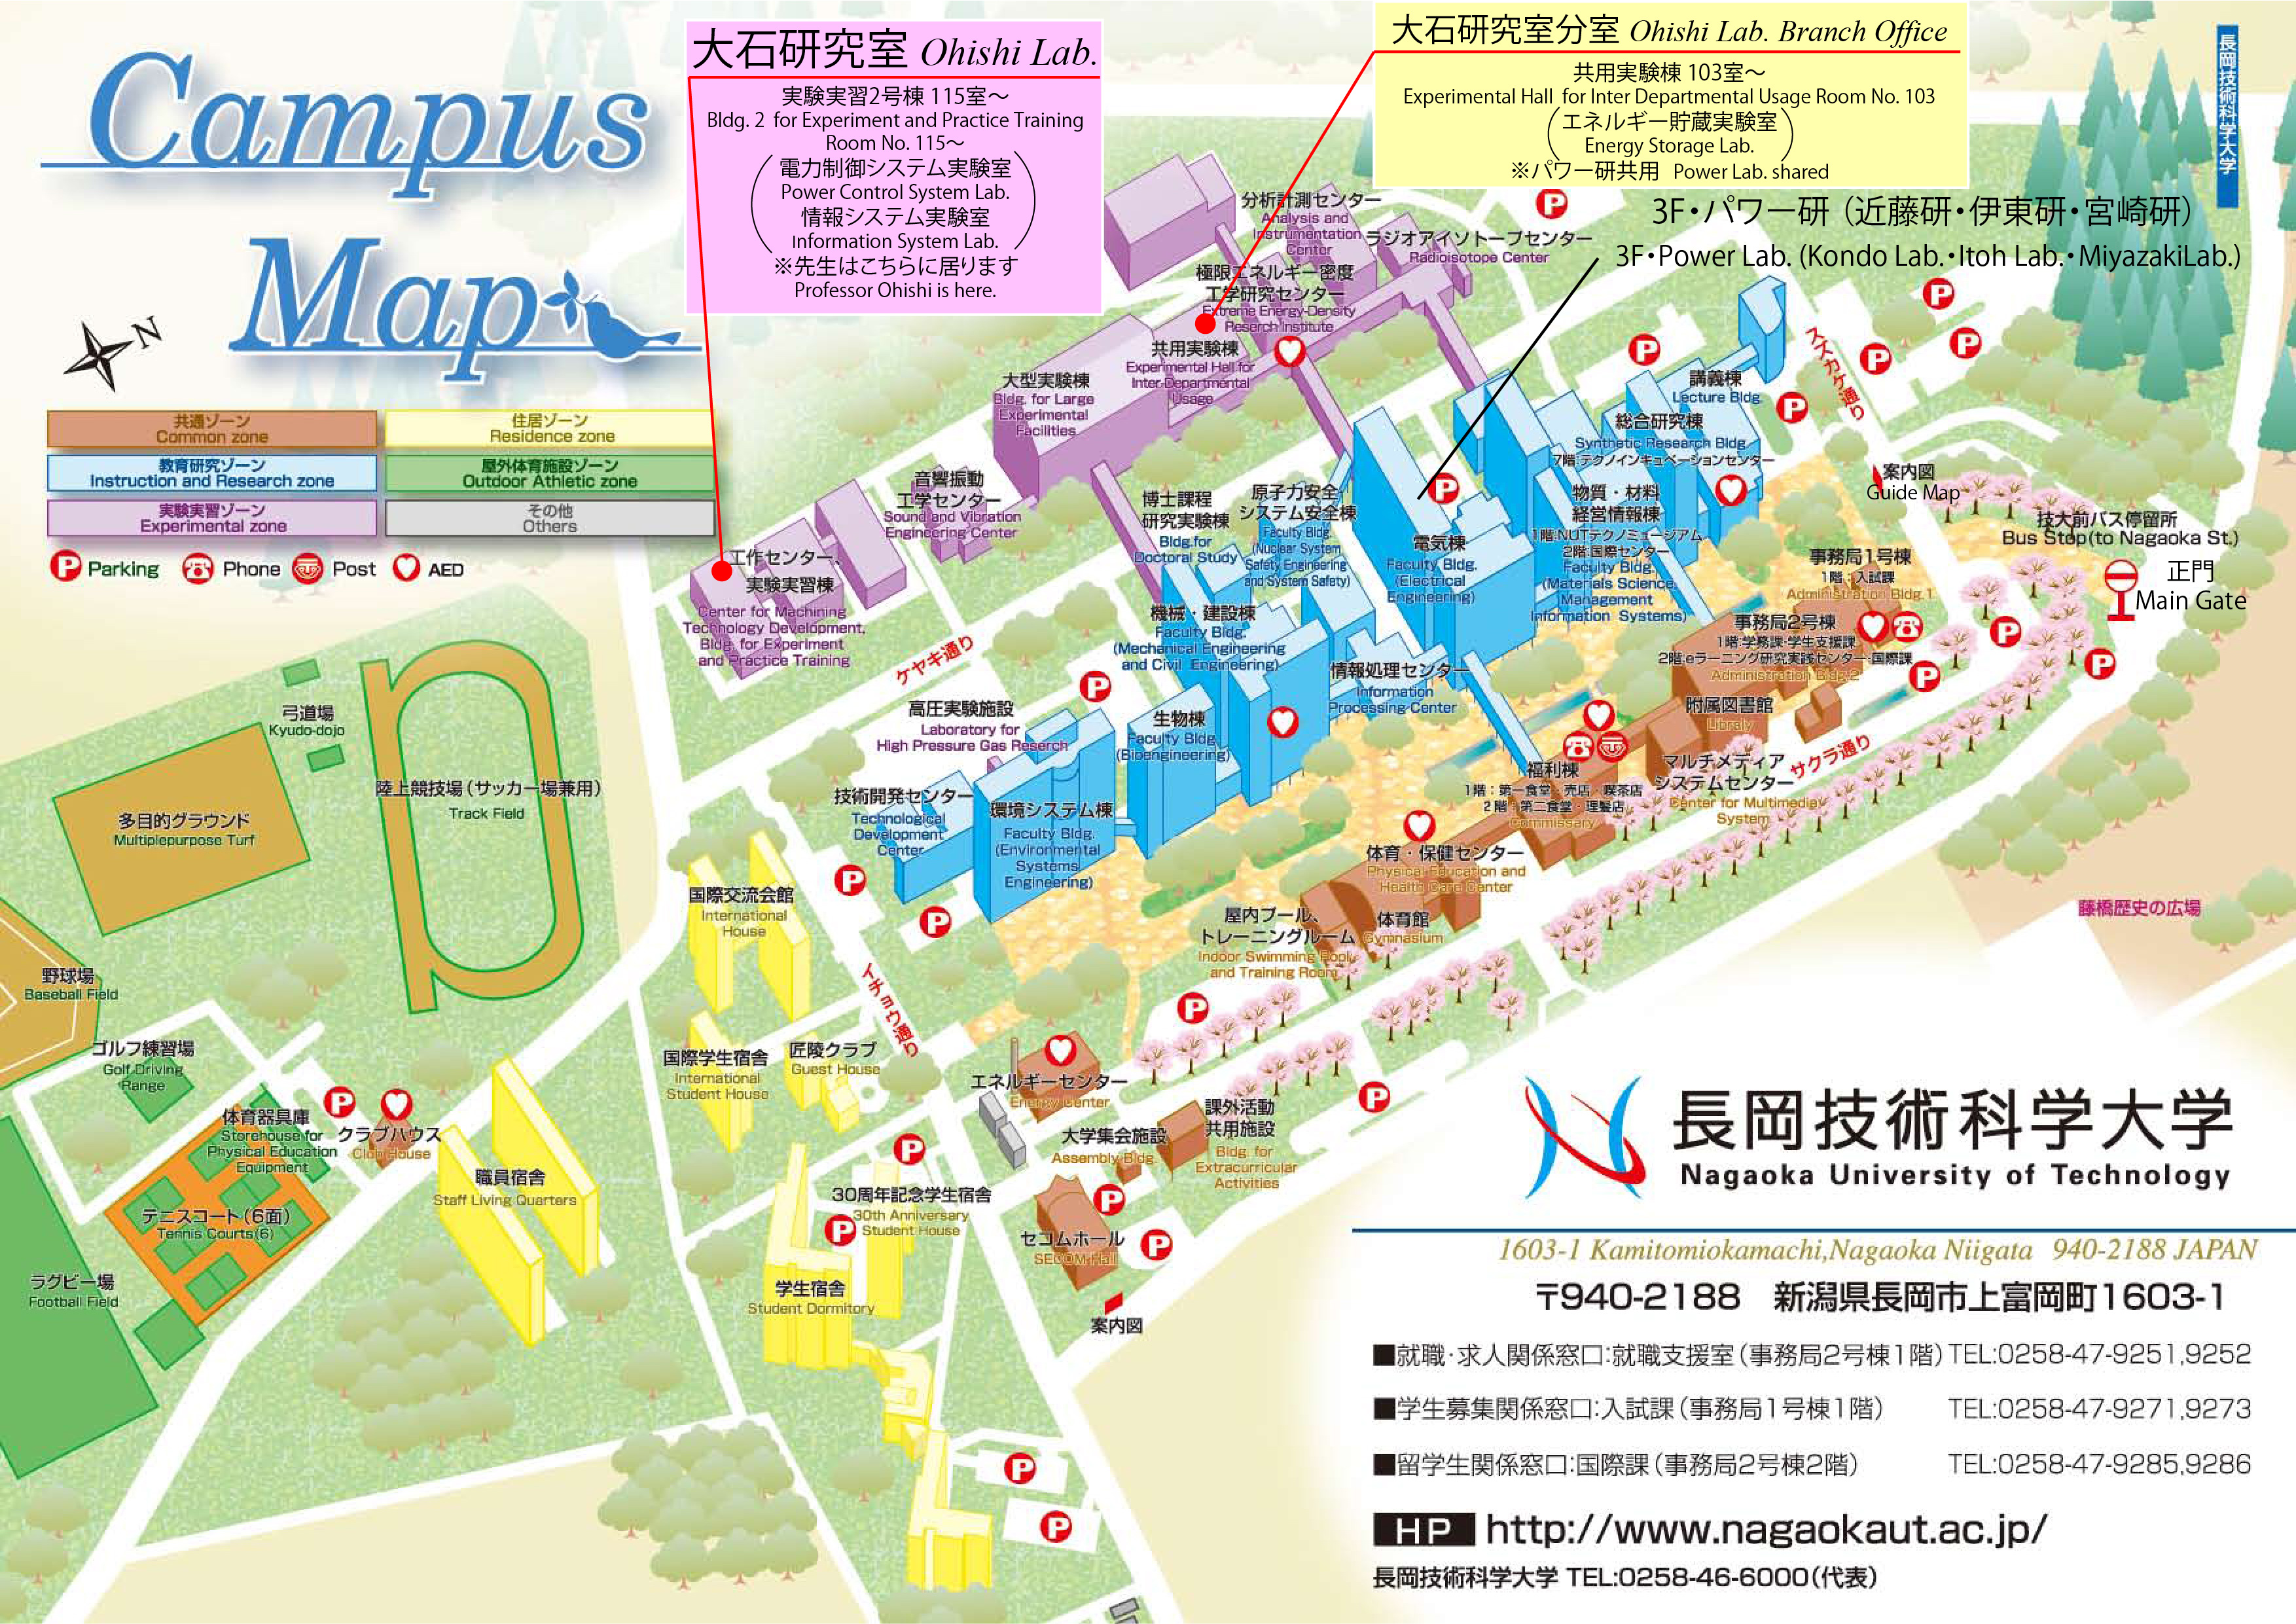 Campus
Map
N
大石研究室 Ohishi Lab.
実験実習2号棟 115室～
Bldg. 2 for Experiment and Practice Training
Room No. 115～
電力制御システム実験室
Power Control System Lab.
情報システム実験室
Information System Lab.
※先生はこちらに居ります
Professor Ohishi is here.
大石研究室分室 Ohishi Lab. Branch Office
共用実験棟 103室～
Experimental Hall for Inter Departmental Usage Room No. 103
エネルギー貯蔵実験室
Energy Storage Lab.
※パワー研共用 Power Lab. shared
3F・パワー研（近藤研・伊東研・宮崎研）
3F・Power Lab. (Kondo Lab.・Itoh Lab.・MiyazakiLab.)
長岡技術科学大学
共通ゾーン
Common zone
住居ゾーン
Residence zone
教育研究ゾーン
Instruction and Research zone
屋外体育施設ゾーン
Outdoor Athletic zone
実験実習ゾーン
Experimental zone
その他
Others
P Parking
Phone
Post
AED
分析計測センター
Analysis and
Instrumentation
Center
ラジオアイソトープセンター
Radioisotope Center
極限エネルギー密度
工学研究センター
Extreme Energy-Density
Reserch Institute
共用実験棟
Experimental Hall for
Inter-Departmental
Usage
大型実験棟
Bldg. for Large
Experimental
Facilities
音響振動
工学センター
Sound and Vibration
Engineering Center
工作センター、
実験実習棟
Center for Machining
Technology Development,
Bldg. for Experiment
and Practice Training
ケヤキ通り
スズカケ通り
講義棟
Lecture Bldg.
総合研究棟
Synthetic Research Bldg.
7階:テクノインキュベーションセンター
博士課程
研究実験棟
Bldg.for
Doctoral Study
原子力安全
システム安全棟
Faculty Bldg.
(Nuclear System
Safety Engineering
and System Safety)
電気棟
Faculty Bldg.
(Electrical
Engineering)
物質・材料
経営情報棟
1階:NUTテクノミュージアム
2階:国際センター
Faculty Bldg.
(Materials Science,
Management
Information Systems)
案内図
Guide Map
技大前バス停留所
Bus Stop(to Nagaoka St.)
正門
Main Gate
事務局1号棟
1階:入試課
Administration Bldg.1
事務局2号棟
1階:学務課・学生支援課
2階:eラーニング研究実践センター・国際課
Administration Bldg.2
附属図書館
Libraly
機械・建設棟
Faculty Bldg.
(Mechanical Engineering
and Civil Engineering)
情報処理センター
Information
Processing Center
高圧実験施設
Laboratory for
High Pressure Gas Reserch
生物棟
Faculty Bldg.
(Bioengineering)
サクラ通り
マルチメディア
システムセンター
Center for Multimedia
System
福利棟
1階：第一食堂・売店・喫茶店
2階：第二食堂・理髪店
Commissary
技術開発センター
Technological
Development
Center
環境システム棟
Faculty Bldg.
(Environmental
Systems
Engineering)
体育・保健センター
Physical Education and
Health Care Center
屋内プール、
トレーニングルーム
Indoor Swimming Pool
and Training Room
体育館
Gymnasium
藤橋歴史の広場
弓道場
Kyudo-dojo
陸上競技場（サッカー場兼用）
Track Field
多目的グラウンド
Multiplepurpose Turf
野球場
Baseball Field
ゴルフ練習場
Golf Driving
Range
体育器具庫
Storehouse for
Physical Education
Equipment
クラブハウス
Club House
テニスコート（6面）
Tennis Courts(6)
ラグビー場
Football Field
職員宿舎
Staff Living Quarters
国際交流会館
International
House
イチョウ通り
国際学生宿舎
International
Student House
匠陵クラブ
Guest House
エネルギーセンター
Energy Center
大学集会施設
Assembly Bldg.
課外活動
共用施設
Bldg. for
Extracurricular
Activities
30周年記念学生宿舎
30th Anniversary
Student House
学生宿舎
Student Dormitory
セコムホール
SECOM Hall
案内図
長岡技術科学大学
Nagaoka University of Technology
1603-1 Kamitomiokamachi,Nagaoka Niigata 940-2188 JAPAN
〒940-2188 新潟県長岡市上富岡町1603-1
■就職･求人関係窓口:就職支援室（事務局2号棟1階）TEL:0258-47-9251,9252
■学生募集関係窓口:入試課（事務局1号棟1階） TEL:0258-47-9271,9273
■留学生関係窓口:国際課（事務局2号棟2階） TEL:0258-47-9285,9286
HP http://www.nagaokaut.ac.jp/
長岡技術科学大学 TEL:0258-46-6000（代表）